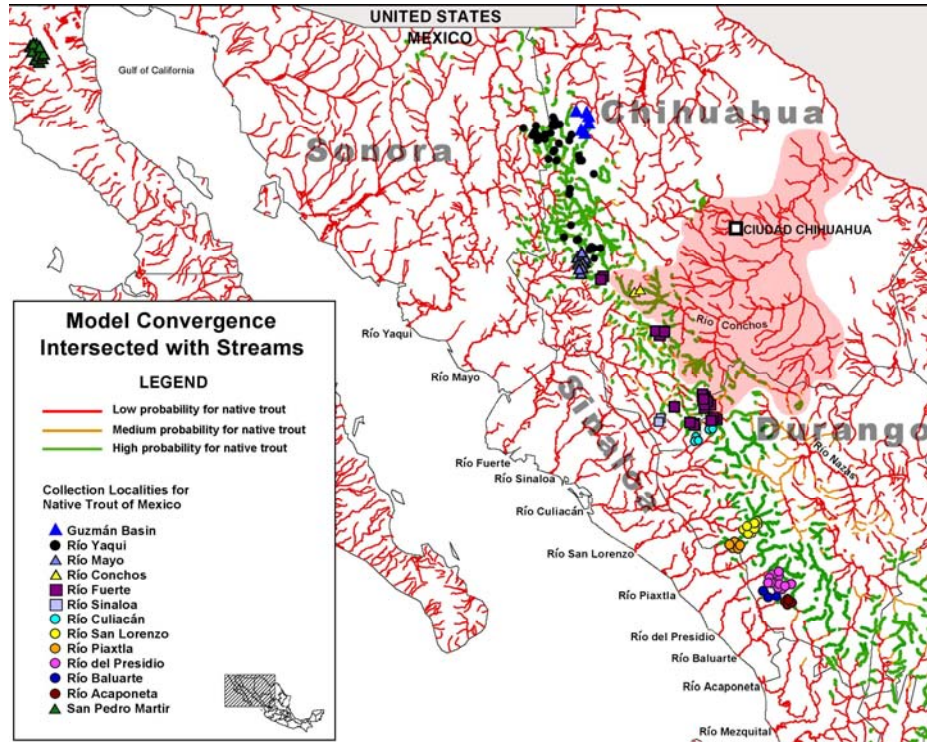 UNITED STATES
MEXICO
Gulf of California
Sonora
Chihuahua
CIUDAD CHIHUAHUA
Río Conchos
Río Yaqui
Río Mayo
Sinaloa
Durango
Río Nazas
Río Fuerte
Río Sinaloa
Río Culiacán
Río San Lorenzo
Río Piaxtla
Río del Presidio
Río Baluarte
Río Acaponeta
Río Mezquital
Model Convergence
Intersected with Streams
LEGEND
Low probability for native trout
Medium probability for native trout
High probability for native trout
Collection Localities for
Native Trout of Mexico
Guzmán Basin
Río Yaqui
Río Mayo
Río Conchos
Río Fuerte
Río Sinaloa
Río Culiacán
Río San Lorenzo
Río Piaxtla
Río del Presidio
Río Baluarte
Río Acaponeta
San Pedro Martir